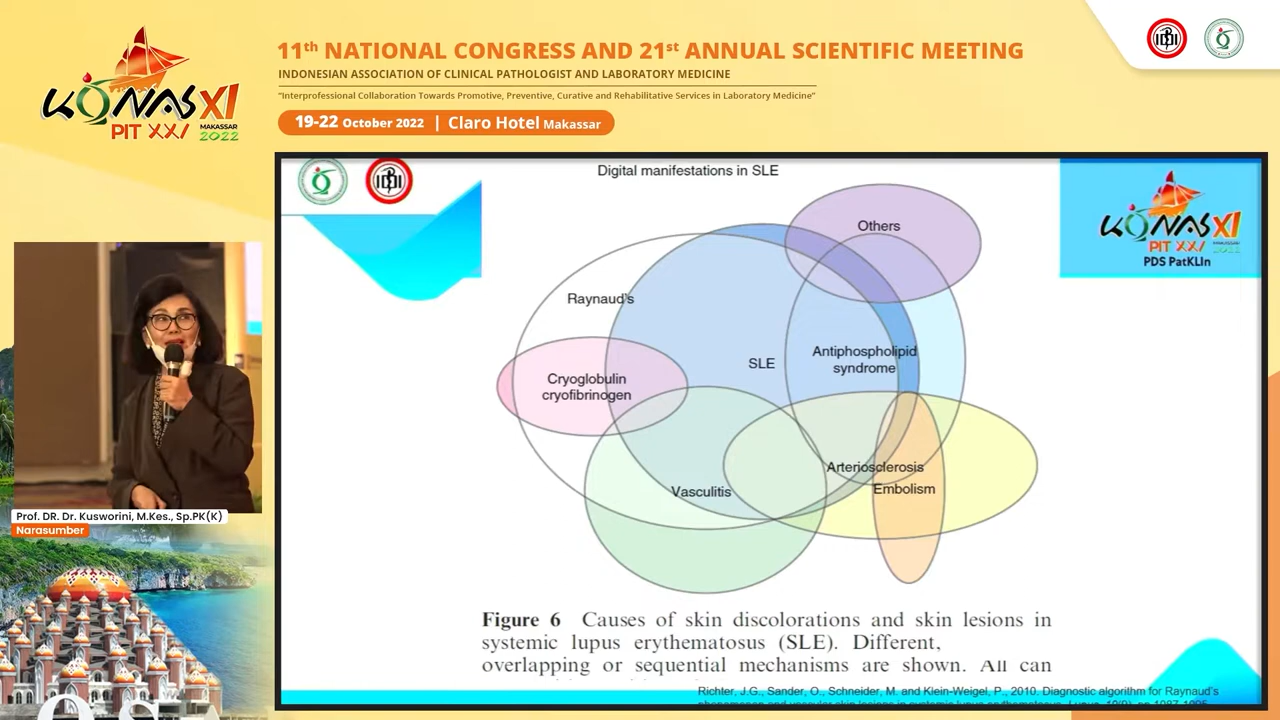 KONAS XI
PIT XXI MAKASSAR 2022
11th NATIONAL CONGRESS AND 21st ANNUAL SCIENTIFIC MEETING
INDONESIAN ASSOCIATION OF CLINICAL PATHOLOGIST AND LABORATORY MEDICINE
"Interprofessional Collaboration Towards Promotive, Preventive, Curative and Rehabilitative Services in Laboratory Medicine"
19-22 October 2022 | Claro Hotel Makassar
Digital manifestations in SLE
KONAS XI
PIT XXI
PDS PatKLIn
Others
Raynaud's
SLE
Antiphospholipid
syndrome
Cryoglobulin
cryofibrinogen
Arteriosclerosis
Embolism
Vasculitis
Figure 6 Causes of skin discolorations and skin lesions in
systemic lupus erythematosus (SLE). Different,
overlapping or sequential mechanisms are shown. All can
Richter, J.G., Sander, O., Schneider, M. and Klein-Weigel, P., 2010. Diagnostic algorithm for Raynaud's
Prof. DR. Dr. Kusworini, M.Kes., Sp.PK(K)
Narasumber